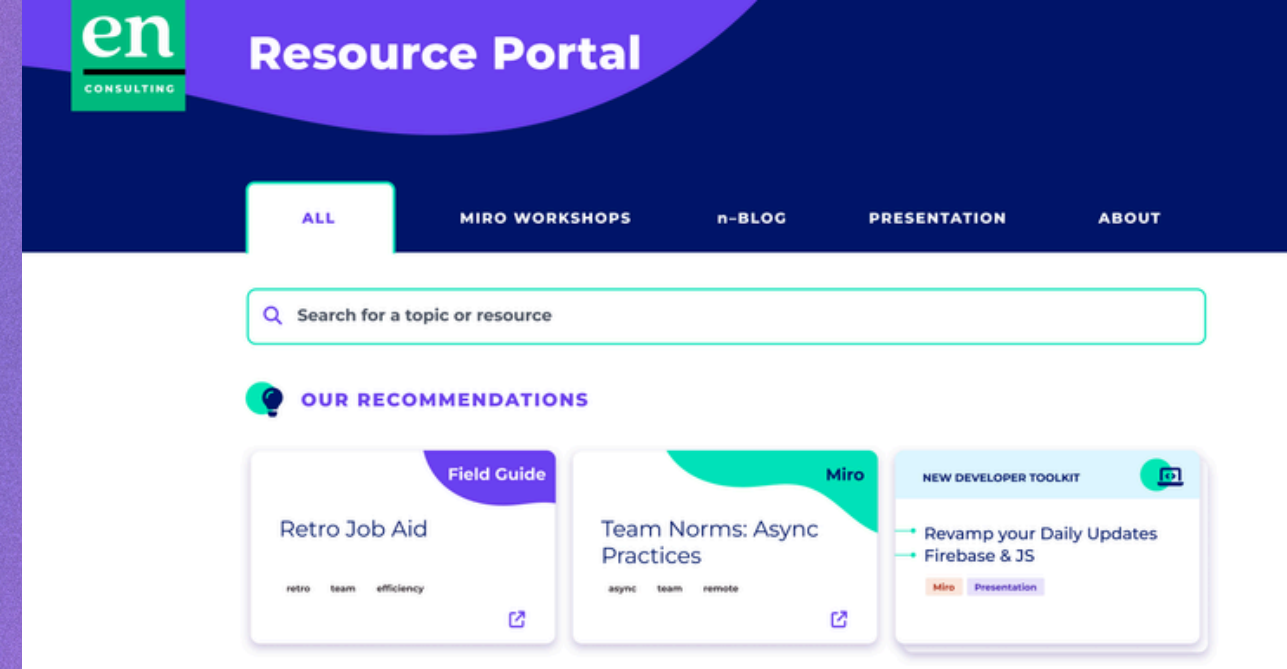 en
CONSULTING
Resource Portal
ALL MIRO WORKSHOPS n-BLOG PRESENTATION ABOUT
Search for a topic or resource
OUR RECOMMENDATIONS
Field Guide
Retro Job Aid
retro team efficiency
Miro
Team Norms: Async
Practices
async team remote
NEW DEVELOPER TOOLKIT
Revamp your Daily Updates
Firebase & JS
Miro Presentation